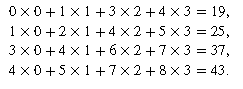 0 × 0 + 1 × 1 + 3 × 2 + 4 × 3 = 19,
1 × 0 + 2 × 1 + 4 × 2 + 5 × 3 = 25,
3 × 0 + 4 × 1 + 6 × 2 + 7 × 3 = 37,
4 × 0 + 5 × 1 + 7 × 2 + 8 × 3 = 43.